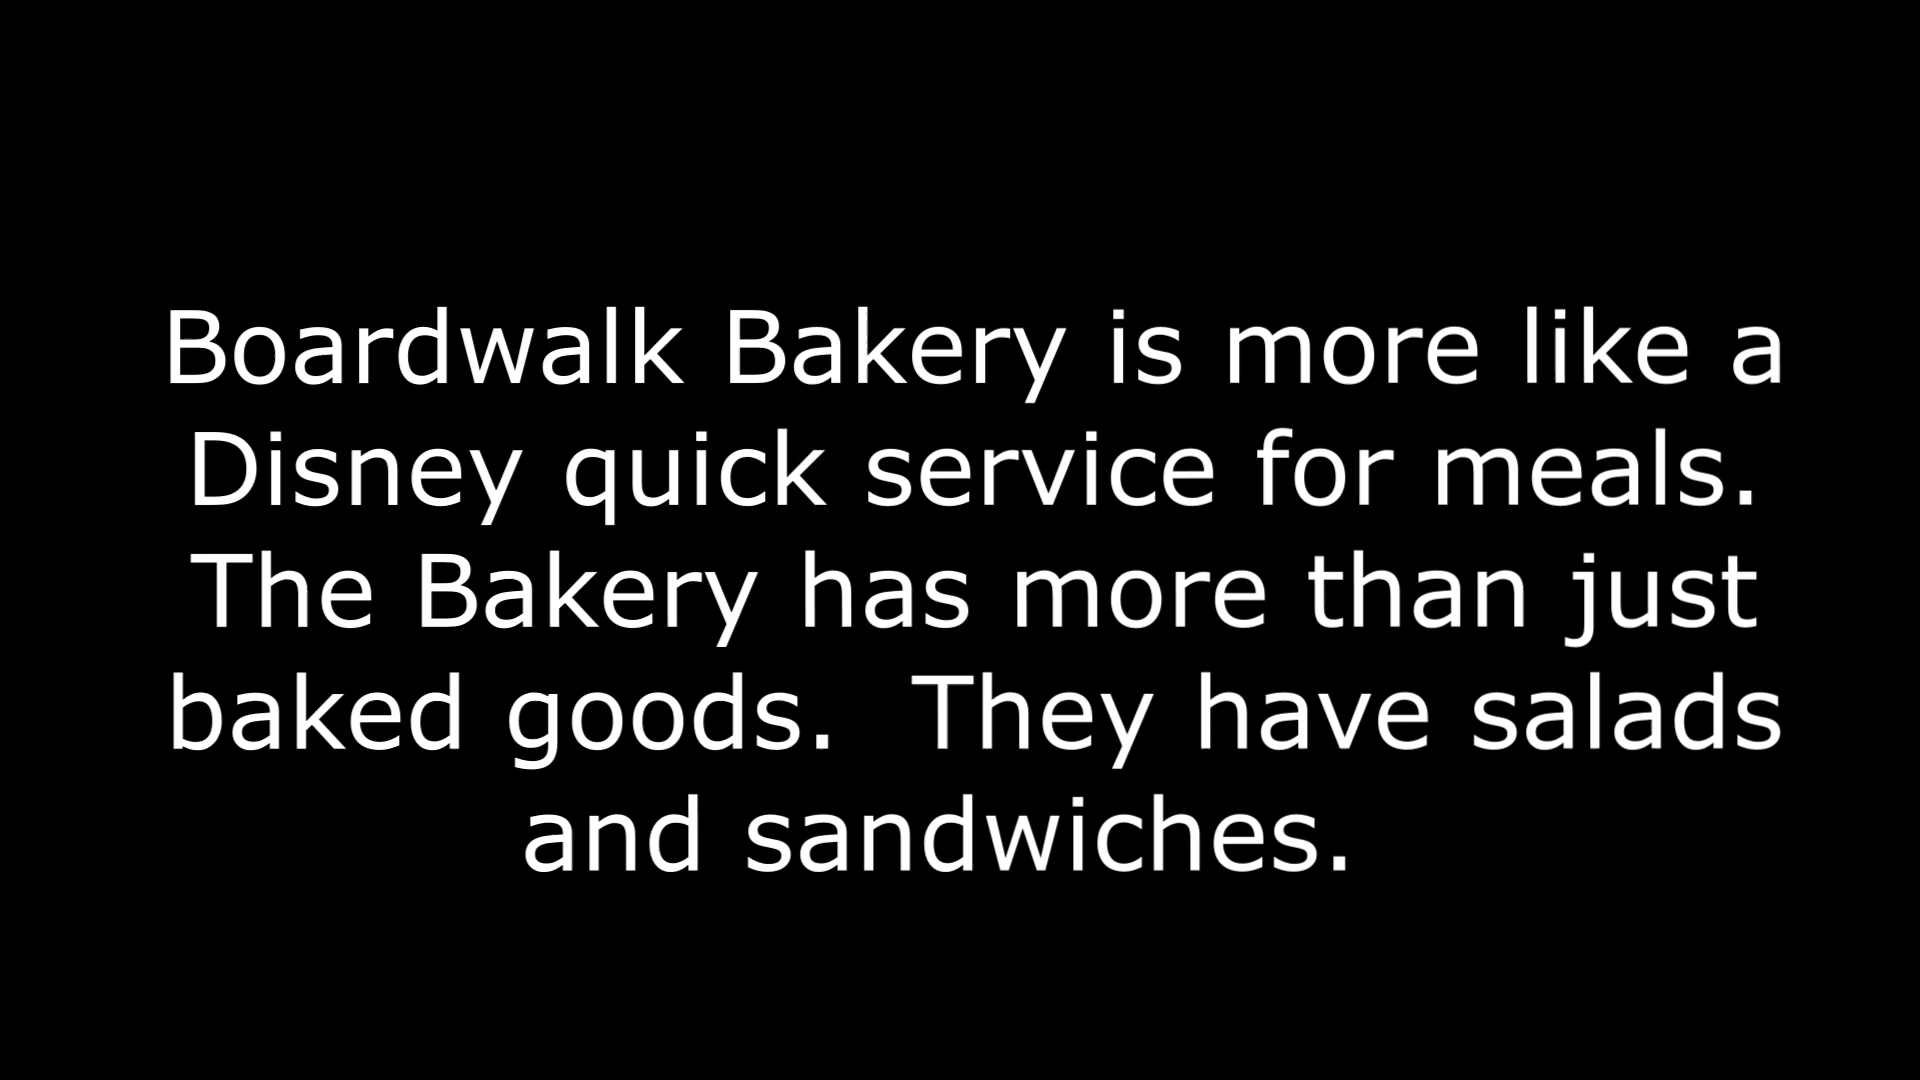 Boardwalk Bakery is more like a
Disney quick service for meals.
The Bakery has more than just
baked goods.  They have salads
and sandwiches.